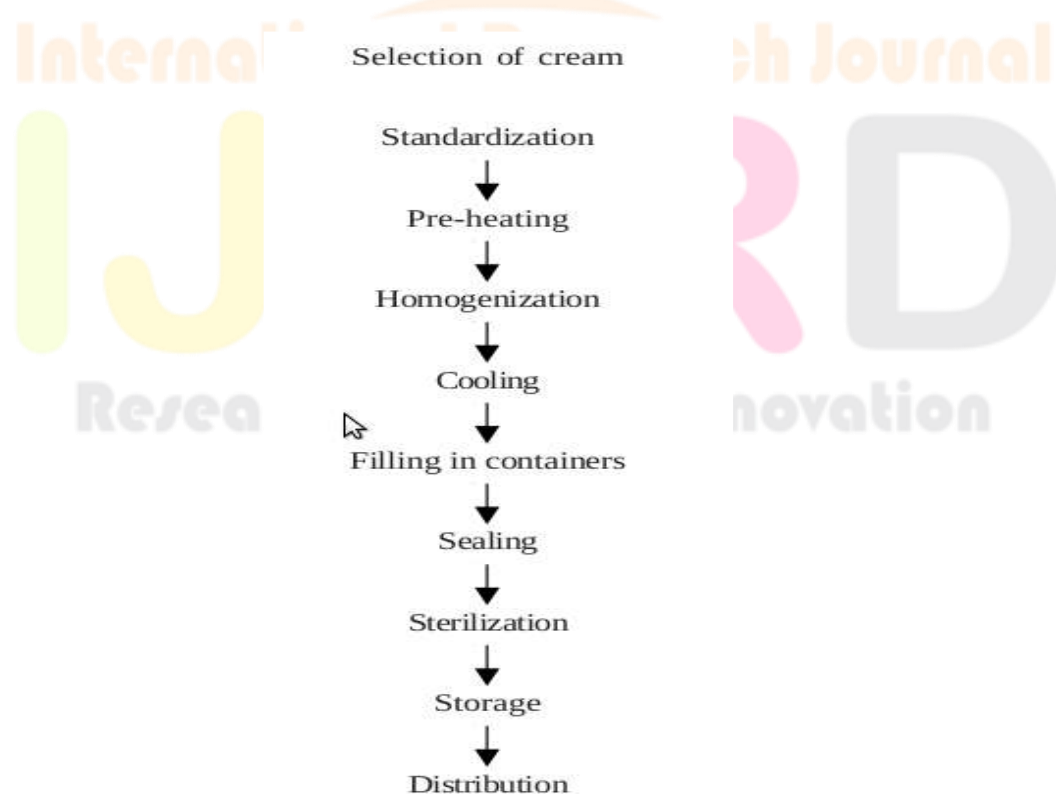 Selection of cream
Standardization
Pre-heating
Homogenization
Cooling
Filling in containers
Sealing
Sterilization
Storage
Distribution